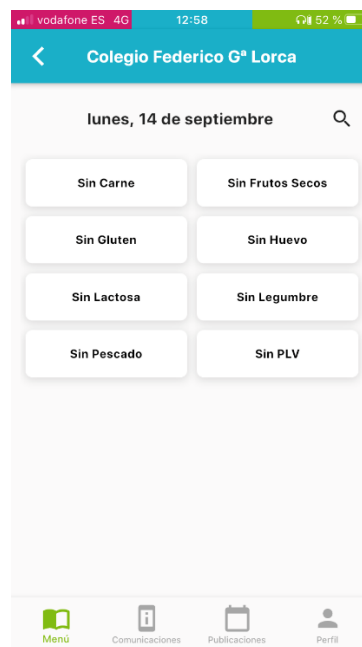 vodafone ES 4G 12:58 52 %
Colegio Federico Gª Lorca
lunes, 14 de septiembre
Sin Carne Sin Frutos Secos
Sin Gluten Sin Huevo
Sin Lactosa Sin Legumbre
Sin Pescado Sin PLV
Menú Comunicaciones Publicaciones Perfil